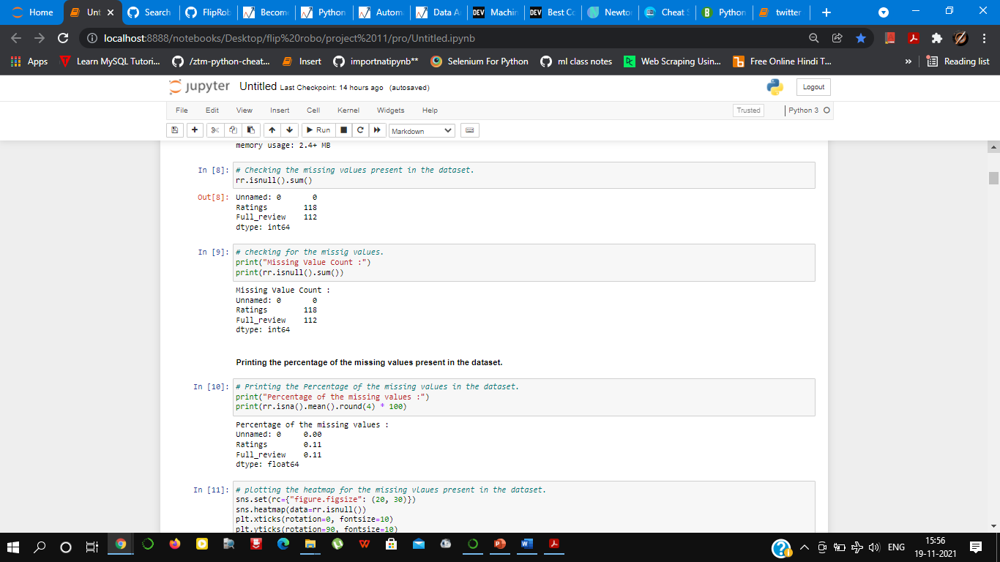 Home
Unt
Search
FlipRob
Becom
Python
Autom
Data A
DEV Machin
DEV Best Co
Newto
Cheat S
B Python
twitter
localhost:8888/notebooks/Desktop/flip%20robo/project%2011/pro/Untitled.ipynb
Apps
Learn MySQL Tutori...
/ztm-python-cheat...
Insert
importnatipynb**
Selenium For Python
ml class notes
Web Scraping Usin...
Free Online Hindi T...
»
Reading list
jupyter Untitled Last Checkpoint: 14 hours ago (autosaved)
Logout
File Edit View Insert Cell Kernel Widgets Help
Trusted
Python 3
Run
Markdown
memory usage: 2.4+ MB
In [8]: # Checking the missing values present in the dataset.
rr.isnull().sum()
Out[8]: Unnamed: 0 0
Ratings 118
Full_review 112
dtype: int64
In [9]: # checking for the missig values.
print("Missing Value Count :")
print(rr.isnull().sum())
Missing Value Count :
Unnamed: 0 0
Ratings 118
Full_review 112
dtype: int64
Printing the percentage of the missing values present in the dataset.
In [10]: # Printing the Percentage of the missing values in the dataset.
print("Percentage of the missing values :")
print(rr.isna().mean().round(4) * 100)
Percentage of the missing values :
Unnamed: 0 0.00
Ratings 0.11
Full_review 0.11
dtype: float64
In [11]: # plotting the heatmap for the missing vlaues present in the dataset.
sns.set(rc={"figure.figsize": (20, 30)})
sns.heatmap(data=rr.isnull())
plt.xticks(rotation=0, fontsize=10)
plt.yticks(rotation=90, fontsize=10)
ENG
15:56
19-11-2021